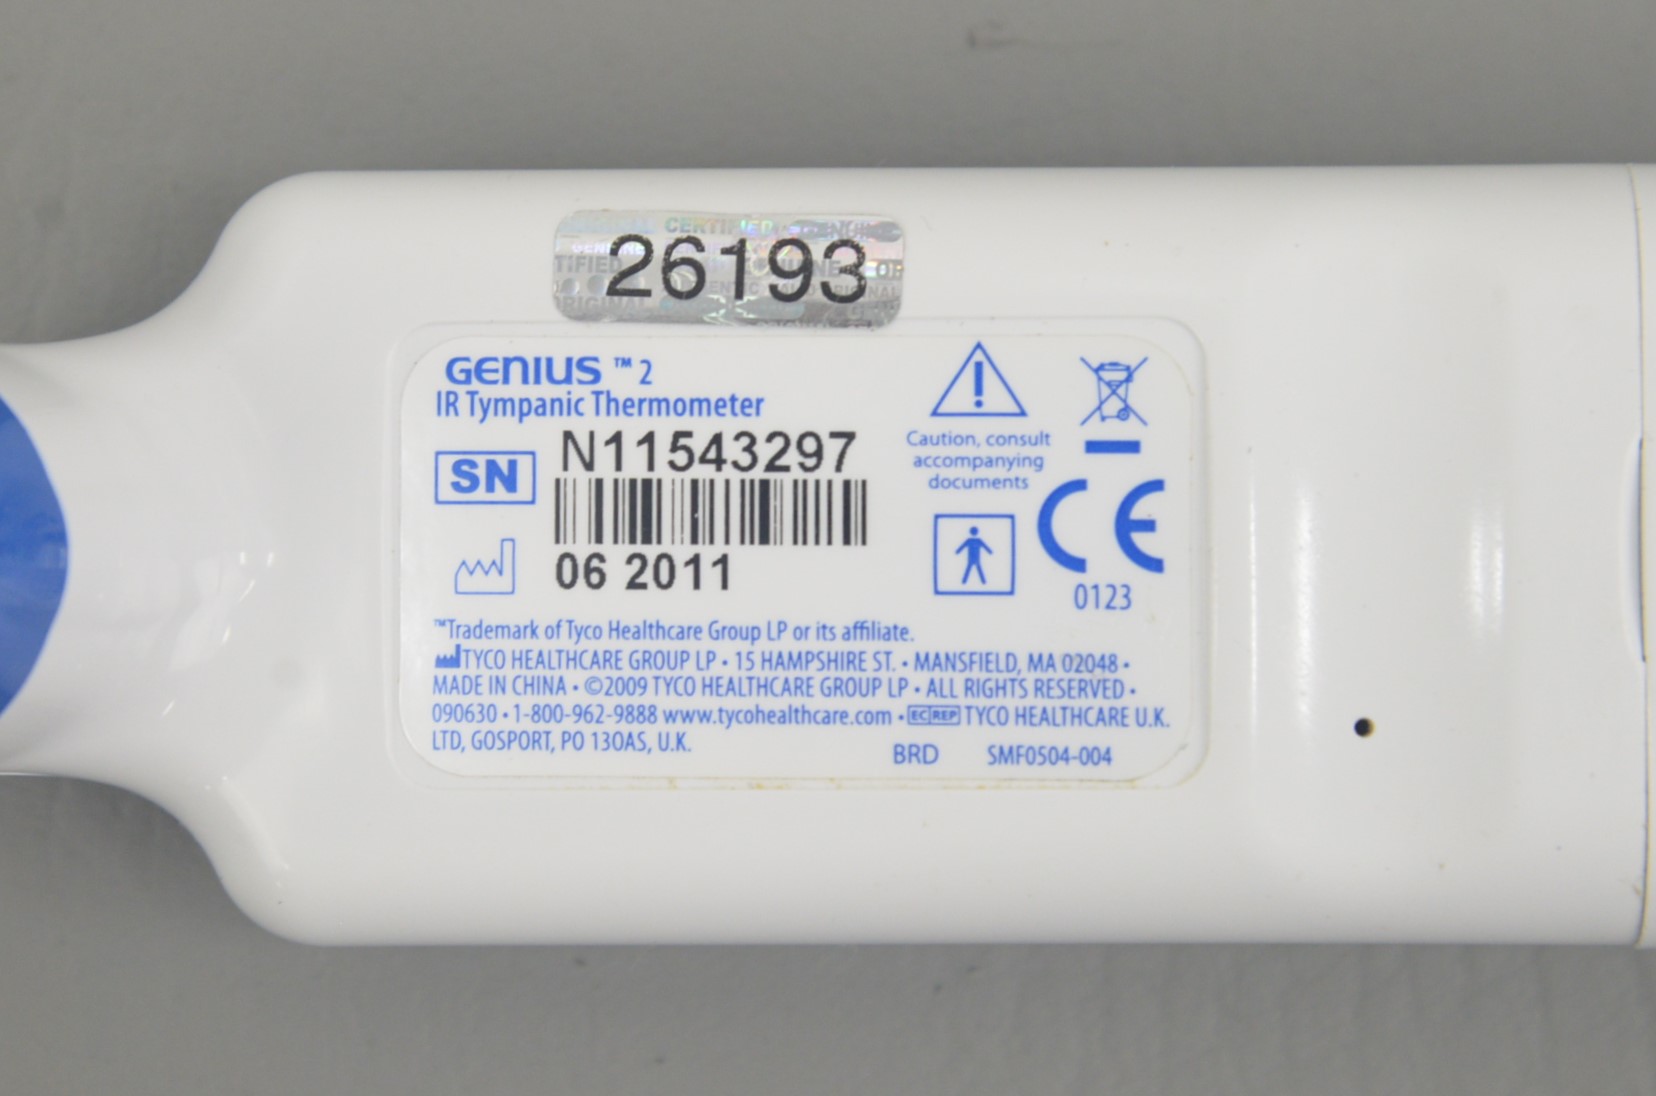 26193
GENIUS ™ 2
IR Tympanic Thermometer
SN
N11543297
06 2011
Caution, consult
accompanying
documents
CE
0123
™Trademark of Tyco Healthcare Group LP or its affiliate.
TYCO HEALTHCARE GROUP LP • 15 HAMPSHIRE ST. • MANSFIELD, MA 02048 •
MADE IN CHINA • ©2009 TYCO HEALTHCARE GROUP LP • ALL RIGHTS RESERVED •
090630 • 1-800-962-9888 www.tycohealthcare.com • EC REP TYCO HEALTHCARE U.K.
LTD, GOSPORT, PO 130AS, U.K.
BRD SMF0504-004